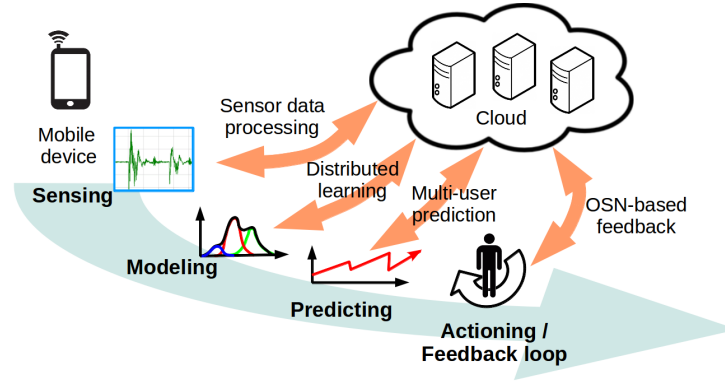 Mobile
device
Sensing
Sensor data
processing
Cloud
Distributed
learning
Multi-user
prediction
OSN-based
feedback
Modeling
Predicting
Actioning /
Feedback loop